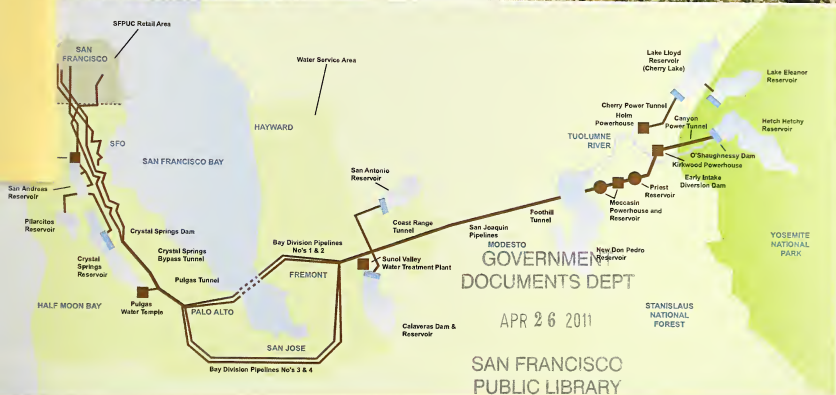 SFPUC Retail Area
SAN
FRANCISCO
Water Service Area
Lake Lloyd
Reservoir
(Cherry Lake)
Lake Eleanor
Reservoir
Cherry Power Tunnel
Holm
Powerhouse
Canyon
Power Tunnel
Hetch Hetchy
Reservoir
HAYWARD
TUOLUMNE
RIVER
SFO
SAN FRANCISCO BAY
O'Shaughnessy Dam
Kirkwood Powerhouse
San Antonio
Reservoir
Early Intake
Diversion Dam
San Andreas
Reservoir
Priest
Reservoir
Moccasin
Powerhouse and
Reservoir
Pilarcitos
Reservoir
Crystal Springs Dam
Coast Range
Tunnel
San Joaquin
Pipelines
Foothill
Tunnel
YOSEMITE
NATIONAL
PARK
Crystal Springs
Bypass Tunnel
Bay Division Pipelines
No's 1 & 2
MODESTO
New Don Pedro
Reservoir
GOVERNMENT
DOCUMENTS DEPT
Crystal
Springs
Reservoir
Pulgas Tunnel
FREMONT
Sunol Valley
Water Treatment Plant
HALF MOON BAY
Pulgas
Water Temple
PALO ALTO
STANISLAUS
NATIONAL
FOREST
APR 26 2011
Calaveras Dam &
Reservoir
SAN JOSE
Bay Division Pipelines No's 3 & 4
SAN FRANCISCO
PUBLIC LIBRARY